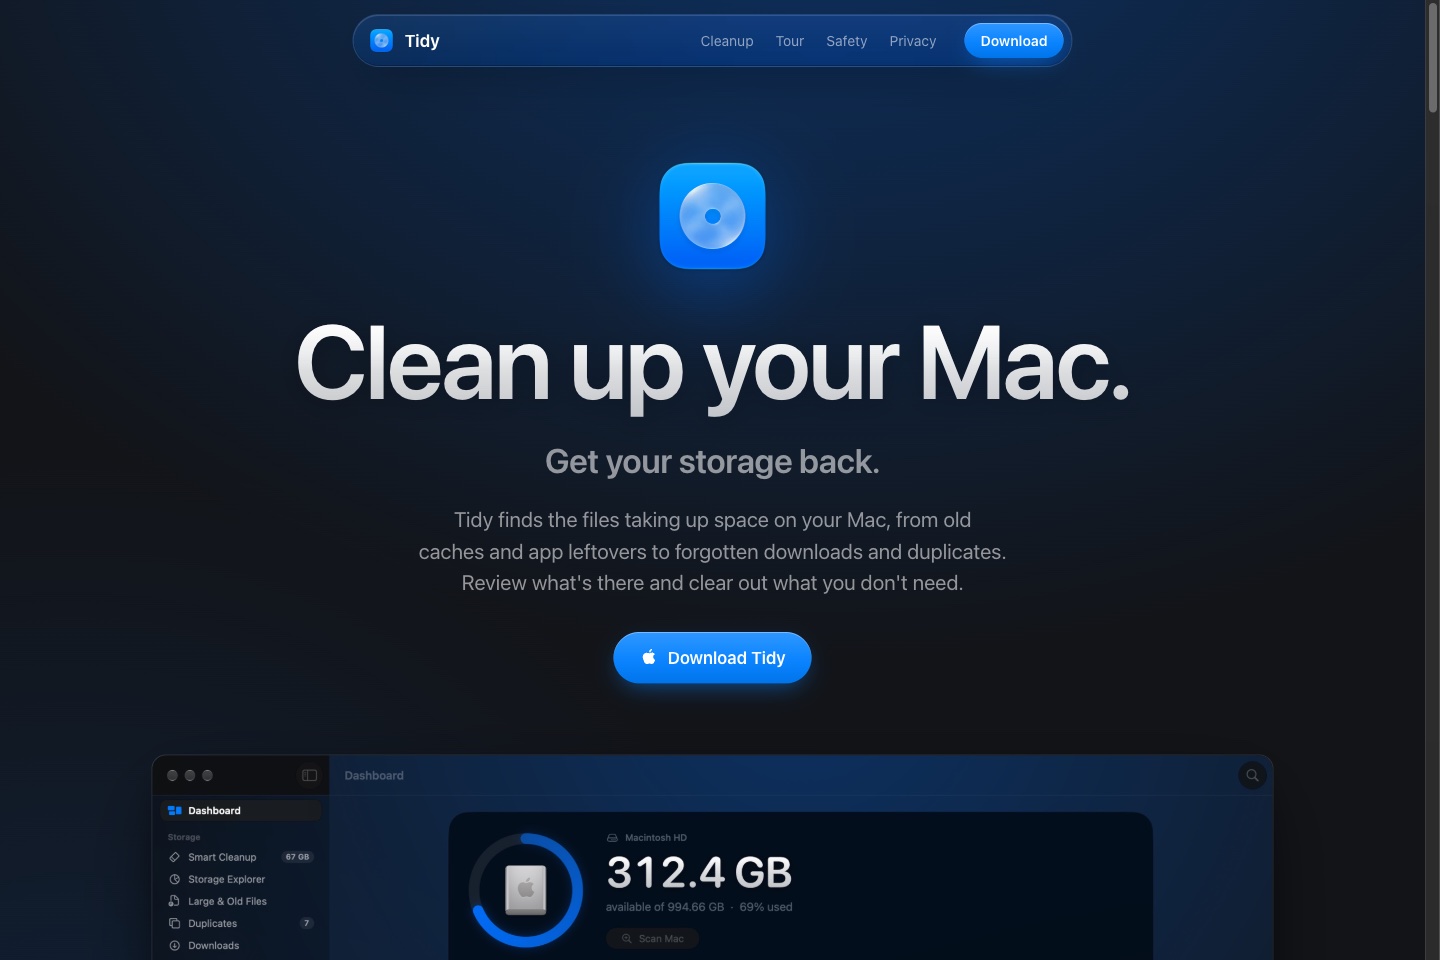 Tidy
Cleanup
Tour
Safety
Privacy
Download
Clean up your Mac.
Get your storage back.
Tidy finds the files taking up space on your Mac, from old
caches and app leftovers to forgotten downloads and duplicates.
Review what's there and clear out what you don't need.
Download Tidy
Dashboard
Dashboard
Storage
Smart Cleanup 67 GB
Storage Explorer
Large & Old Files
Duplicates 7
Downloads
Macintosh HD
312.4 GB
available of 994.66 GB · 69% used
Scan Mac